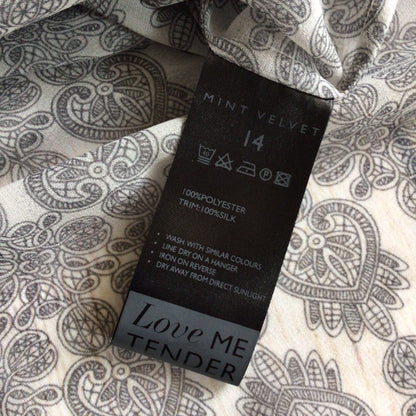 MINT VELVET
14
40
100%POLYESTER
TRIM:100%SILK
• WASH WITH SIMILAR COLOURS
• LINE DRY ON A HANGER
• IRON ON REVERSE
• DRY AWAY FROM DIRECT SUNLIGHT
Love ME
TENDER